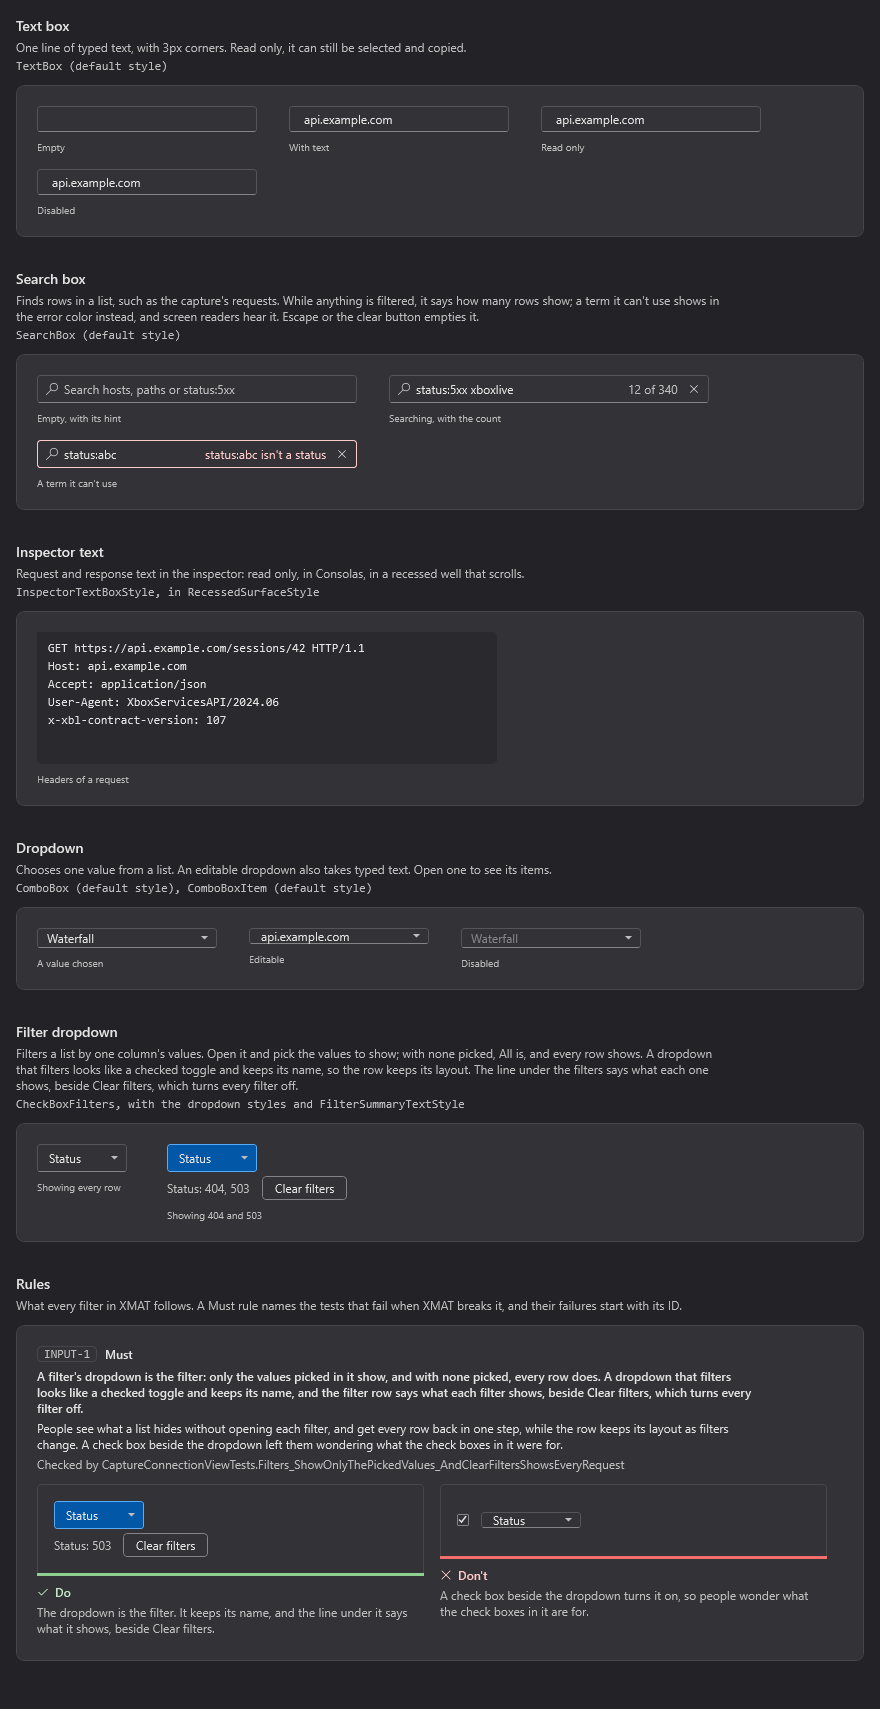 Text box
One line of typed text, with 3px corners. Read only, it can still be selected and copied.
TextBox (default style)
api.example.com
api.example.com
Empty
With text
Read only
api.example.com
Disabled
Search box
Finds rows in a list, such as the capture's requests. While anything is filtered, it says how many rows show; a term it can't use shows in
the error color instead, and screen readers hear it. Escape or the clear button empties it.
SearchBox (default style)
Search hosts, paths or status:5xx
status:5xx xboxlive
12 of 340
Empty, with its hint
Searching, with the count
status:abc
status:abc isn't a status
A term it can't use
Inspector text
Request and response text in the inspector: read only, in Consolas, in a recessed well that scrolls.
InspectorTextBoxStyle, in RecessedSurfaceStyle
GET https://api.example.com/sessions/42 HTTP/1.1
Host: api.example.com
Accept: application/json
User-Agent: XboxServicesAPI/2024.06
x-xbl-contract-version: 107
Headers of a request
Dropdown
Chooses one value from a list. An editable dropdown also takes typed text. Open one to see its items.
ComboBox (default style), ComboBoxItem (default style)
Waterfall
api.example.com
Waterfall
A value chosen
Editable
Disabled
Filter dropdown
Filters a list by one column's values. Open it and pick the values to show; with none picked, All is, and every row shows. A dropdown
that filters looks like a checked toggle and keeps its name, so the row keeps its layout. The line under the filters says what each one
shows, beside Clear filters, which turns every filter off.
CheckBoxFilters, with the dropdown styles and FilterSummaryTextStyle
Status
Status
Showing every row
Status: 404, 503
Clear filters
Showing 404 and 503
Rules
What every filter in XMAT follows. A Must rule names the tests that fail when XMAT breaks it, and their failures start with its ID.
INPUT-1 Must
A filter's dropdown is the filter: only the values picked in it show, and with none picked, every row does. A dropdown that filters
looks like a checked toggle and keeps its name, and the filter row says what each filter shows, beside Clear filters, which turns every
filter off.
People see what a list hides without opening each filter, and get every row back in one step, while the row keeps its layout as filters
change. A check box beside the dropdown left them wondering what the check boxes in it were for.
Checked by CaptureConnectionViewTests.Filters_ShowOnlyThePickedValues_AndClearFiltersShowsEveryRequest
Status
Status: 503
Clear filters
Do
The dropdown is the filter. It keeps its name, and the line under it says
what it shows, beside Clear filters.
Status
Don't
A check box beside the dropdown turns it on, so people wonder what
the check boxes in it are for.